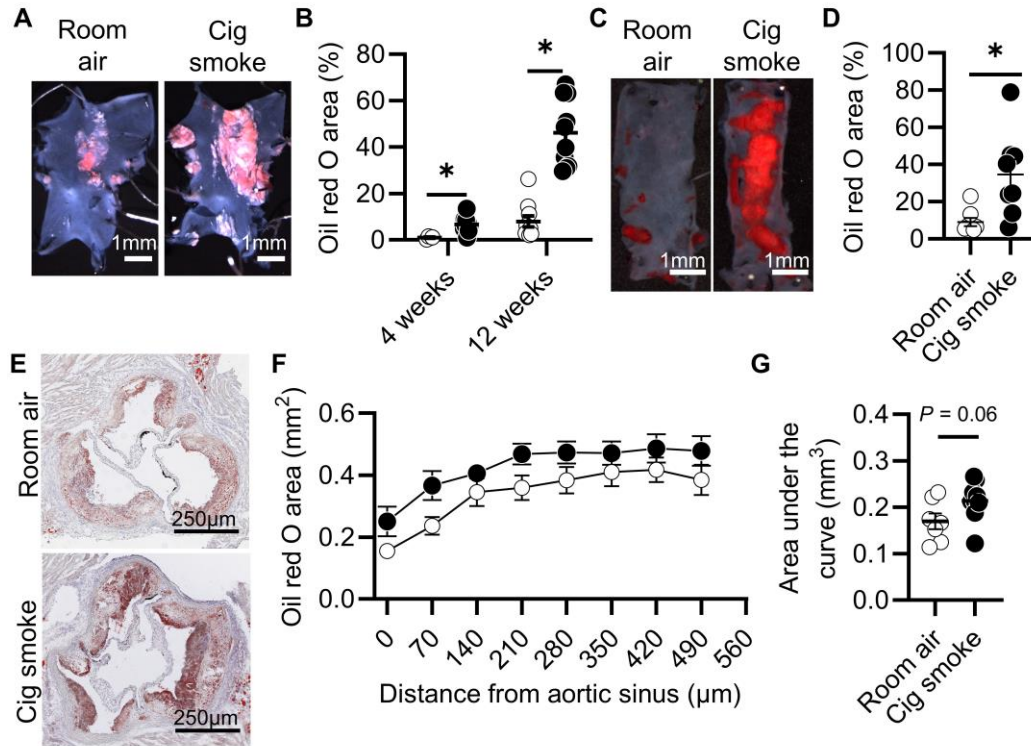 A
Room
air
Cig
smoke
1mm
1mm
B
Oil red O area (%)
80
60
40
20
0
*
*
4 weeks
12 weeks
C
Room
air
Cig
smoke
1mm
1mm
D
Oil red O area (%)
100
80
60
40
20
0
*
Room air
Cig smoke
E
Room air
250µm
Cig smoke
250µm
F
Oil red O area (mm²)
0.6
0.4
0.2
0.0
0
70
140
210
280
350
420
490
560
Distance from aortic sinus (µm)
G
Area under the
curve (mm³)
0.4
0.3
0.2
0.1
0.0
P = 0.06
Room air
Cig smoke